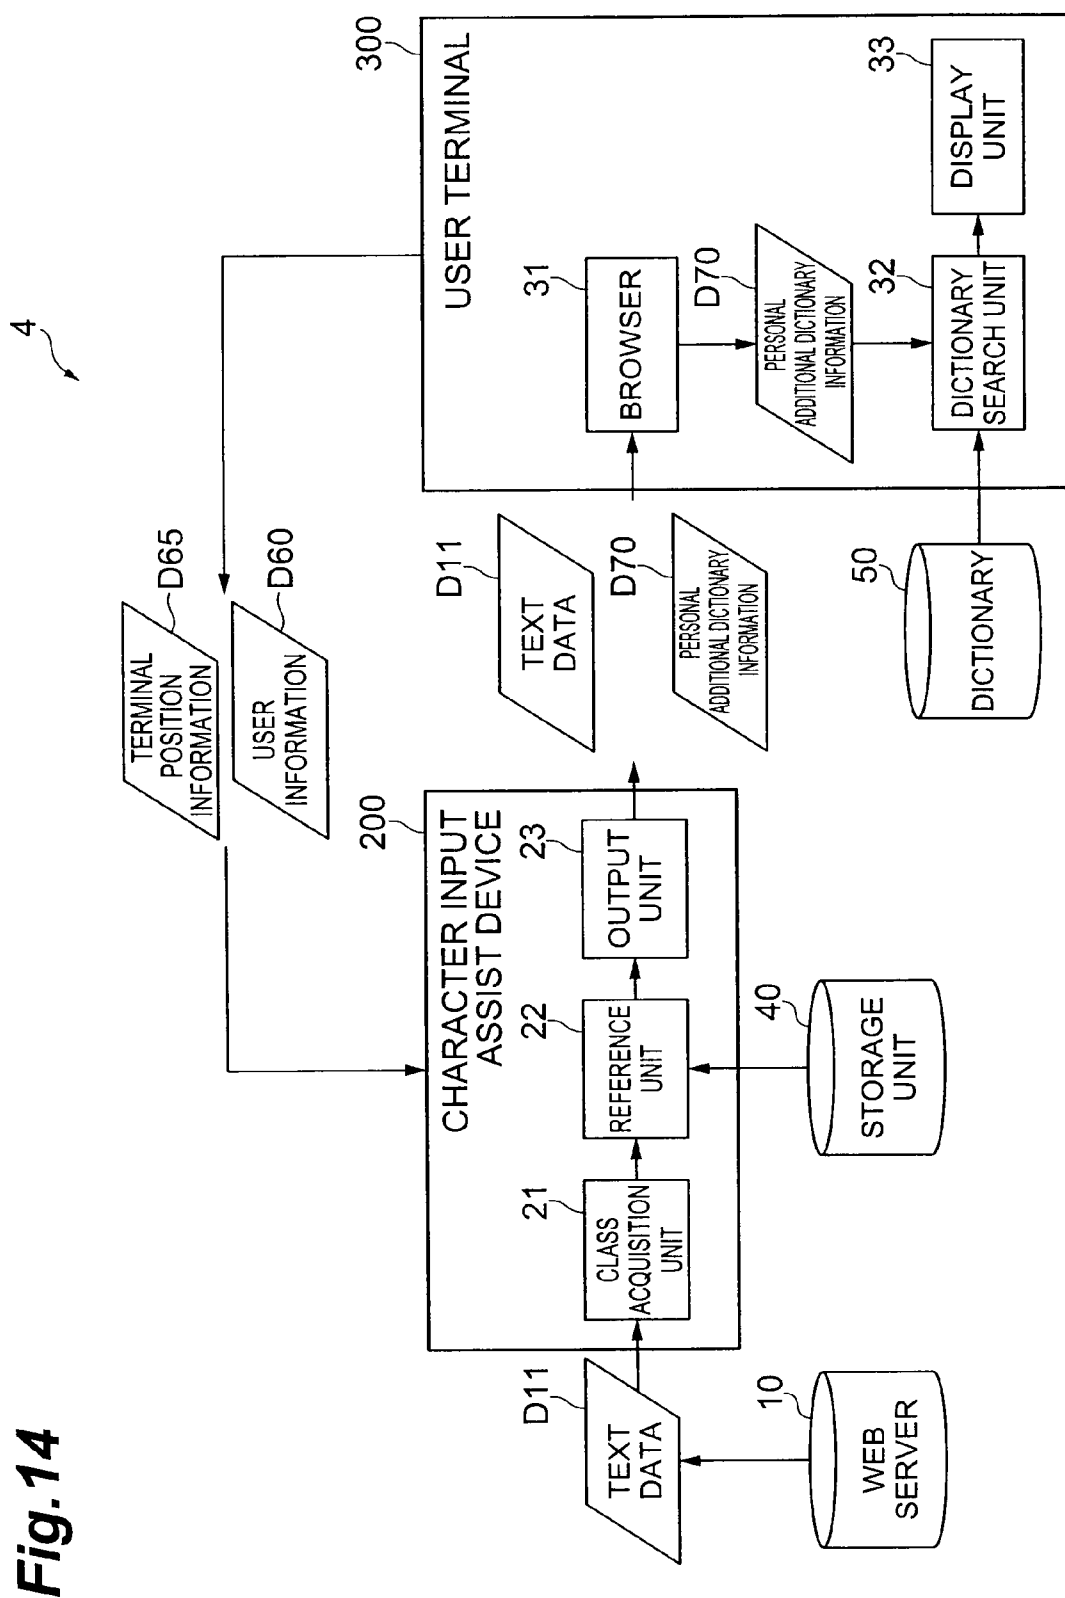 Fig.14
4
TERMINAL
POSITION
INFORMATION
D65
USER
INFORMATION
D60
200
CHARACTER INPUT
ASSIST DEVICE
21
CLASS
ACQUISITION
UNIT
22
REFERENCE
UNIT
23
OUTPUT
UNIT
D11
TEXT
DATA
10
WEB
SERVER
40
STORAGE
UNIT
D11
TEXT
DATA
D70
PERSONAL
ADDITIONAL DICTIONARY
INFORMATION
50
DICTIONARY
300
USER TERMINAL
31
BROWSER
D70
PERSONAL
ADDITIONAL DICTIONARY
INFORMATION
32
DICTIONARY
SEARCH UNIT
33
DISPLAY
UNIT